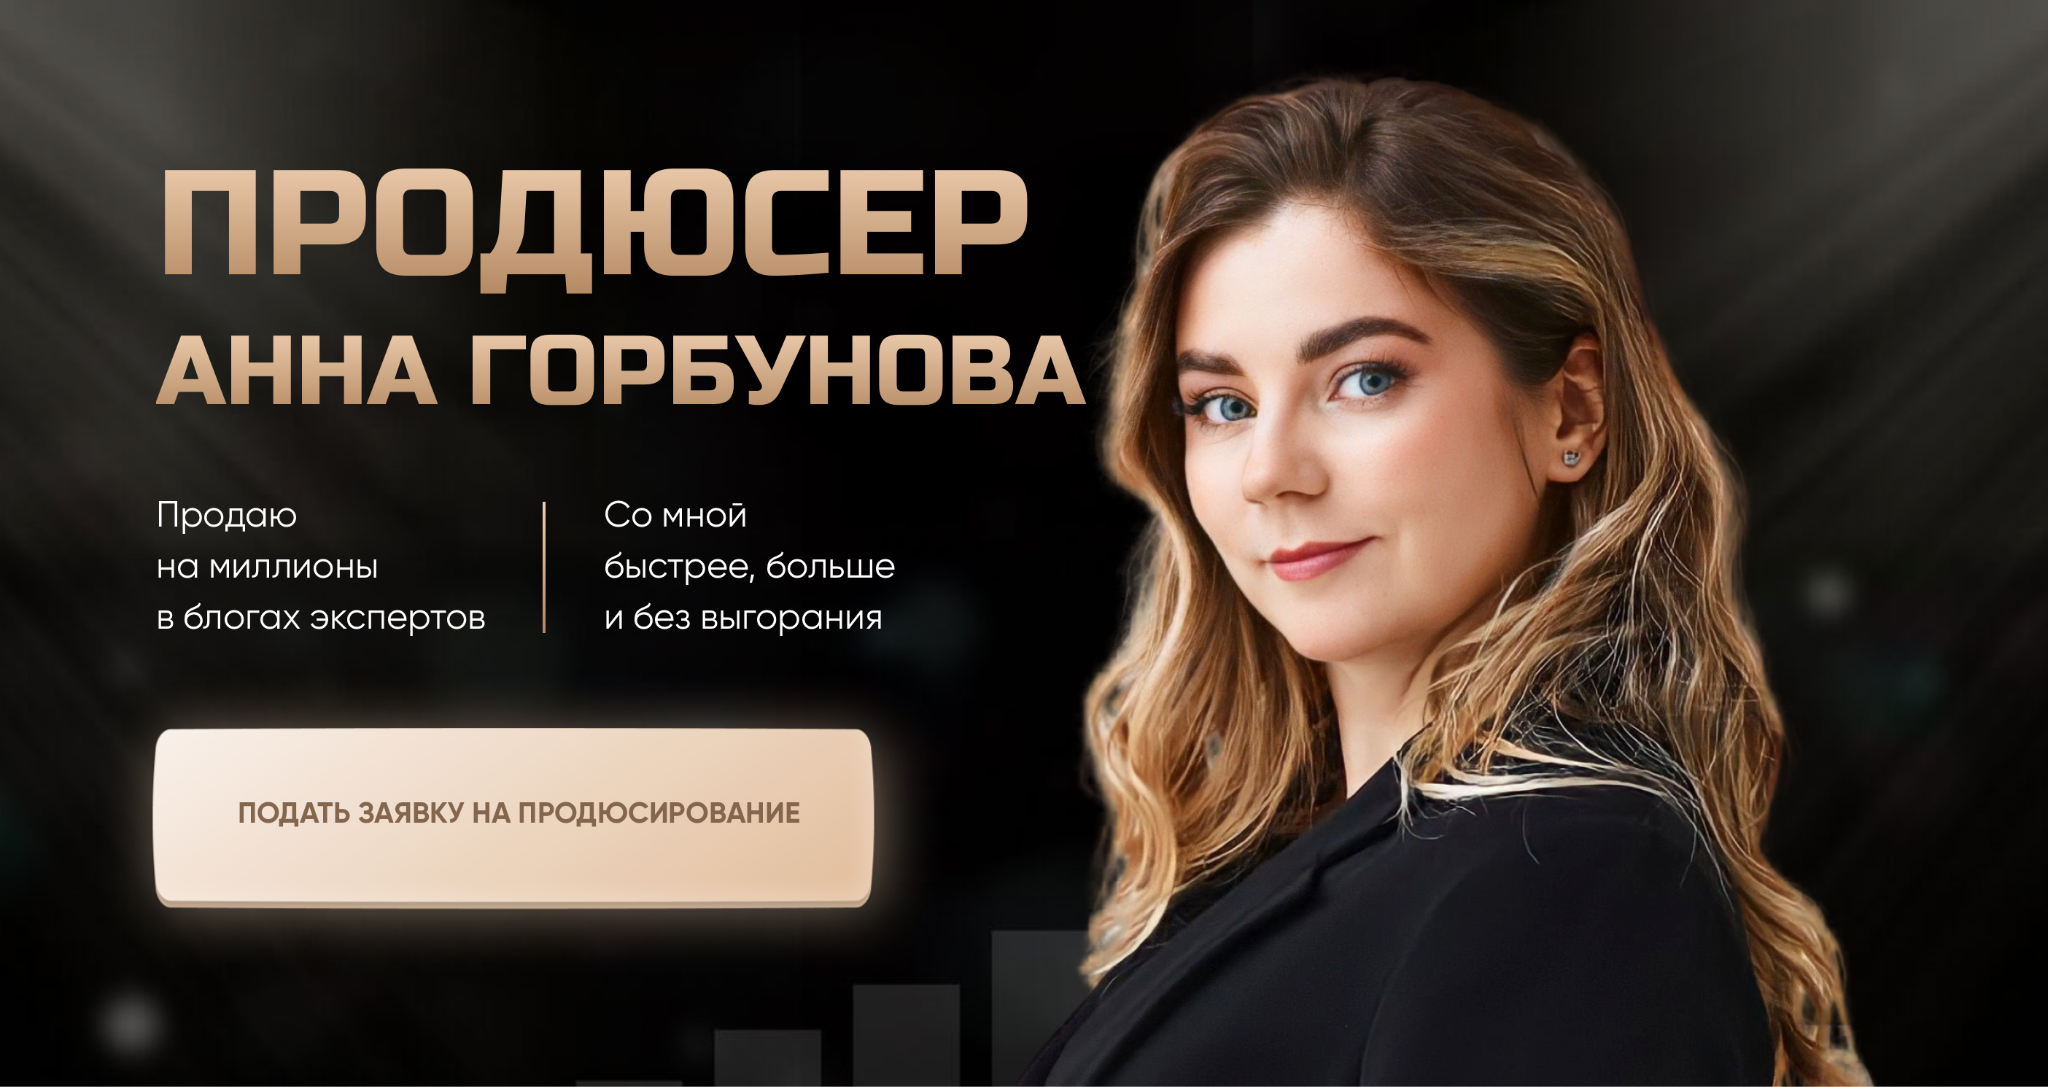 ПРОДЮСЕР
АННА ГОРБУНОВА
Продаю
на миллионы
в блогах экспертов
Со мной
быстрее, больше
и без выгорания
ПОДАТЬ ЗАЯВКУ НА ПРОДЮСИРОВАНИЕ